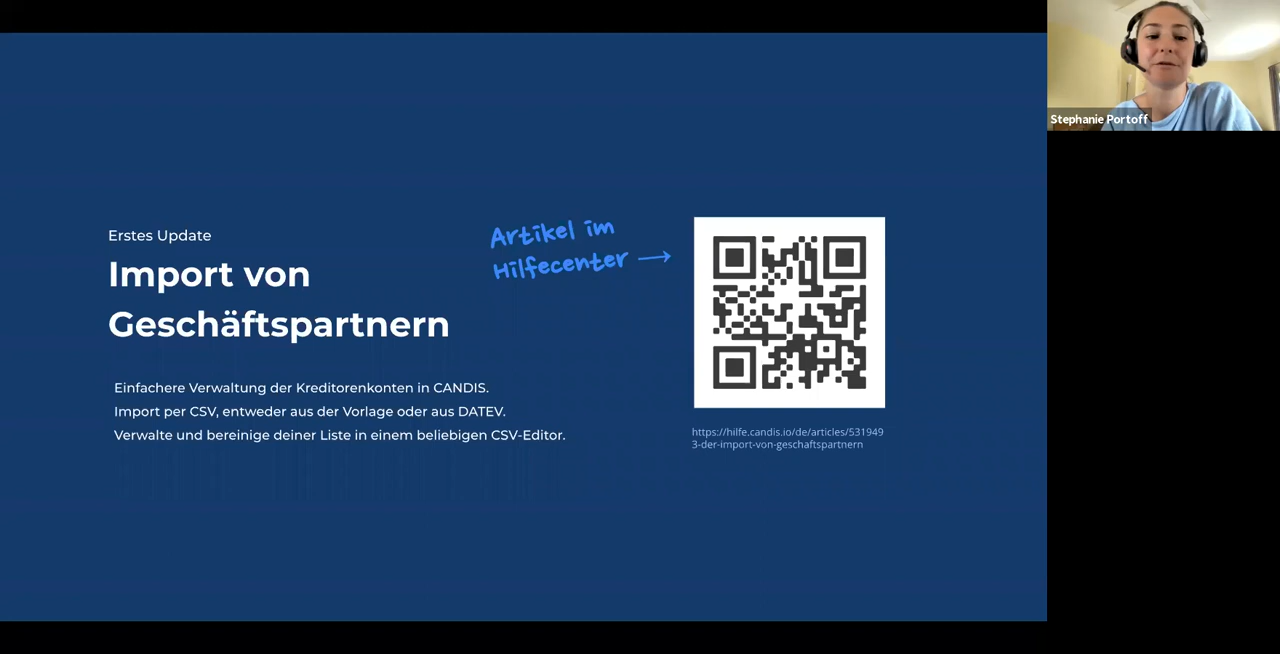 Erstes Update
Import von
Geschäftspartnern
Einfachere Verwaltung der Kreditorenkonten in CANDIS.
Import per CSV, entweder aus der Vorlage oder aus DATEV.
Verwalte und bereinige deiner Liste in einem beliebigen CSV-Editor.
Artikel im
Hilfecenter →
https://hilfe.candis.io/de/articles/531949
3-der-import-von-geschaftspartnern
Stephanie Portoff